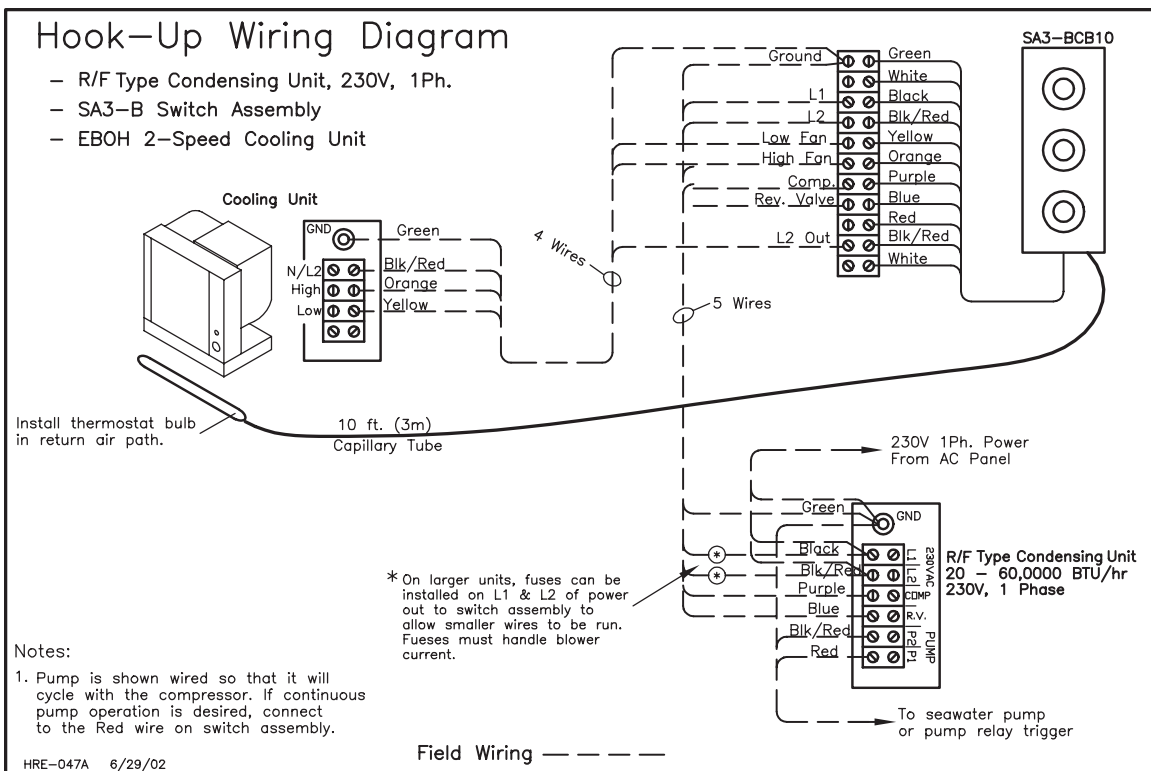 Hook-Up Wiring Diagram
- R/F Type Condensing Unit, 230V, 1Ph.
- SA3-B Switch Assembly
- EBOH 2-Speed Cooling Unit
SA3-BCB10
Ground
Green
White
L1
Black
L2
Blk/Red
Low Fan
Yellow
High Fan
Orange
Comp.
Purple
Rev. Valve
Blue
Red
L2 Out
Blk/Red
White
Cooling Unit
GND
Green
N/L2
Blk/Red
High
Orange
Low
Yellow
4 Wires
5 Wires
Install thermostat bulb
in return air path.
10 ft. (3m)
Capillary Tube
230V 1Ph. Power
From AC Panel
Green
GND
Black
L1
Blk/Red
L2
230VAC
Purple
COMP
Blue
R.V.
Blk/Red
P2
Red
P1
PUMP
R/F Type Condensing Unit
20 - 60,0000 BTU/hr
230V, 1 Phase
* * 
* On larger units, fuses can be
installed on L1 & L2 of power
out to switch assembly to
allow smaller wires to be run.
Fueses must handle blower
current.
Notes:
1. Pump is shown wired so that it will
cycle with the compressor. If continuous
pump operation is desired, connect
to the Red wire on switch assembly.
To seawater pump
or pump relay trigger
Field Wiring
HRE-047A 6/29/02